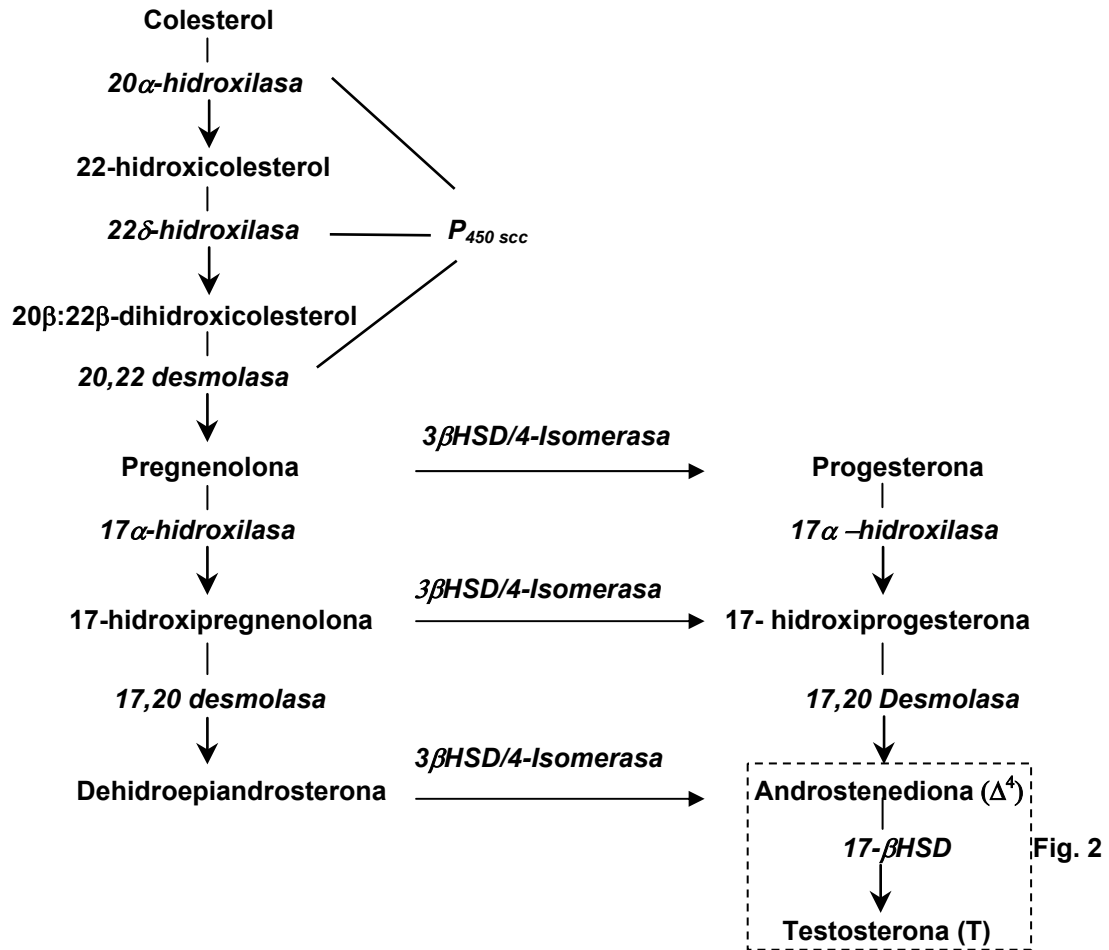 Colesterol
20α-hidroxilasa
22-hidroxicolesterol
22δ-hidroxilasa
P450 scc
20β:22β-dihidroxicolesterol
20,22 desmolasa
3βHSD/4-Isomerasa
Pregnenolona
Progesterona
17α-hidroxilasa
17α –hidroxilasa
3βHSD/4-Isomerasa
17-hidroxipregnenolona
17- hidroxiprogesterona
17,20 desmolasa
17,20 Desmolasa
3βHSD/4-Isomerasa
Dehidroepiandrosterona
Androstenediona (Δ⁴)
17-βHSD
Fig. 2
Testosterona (T)